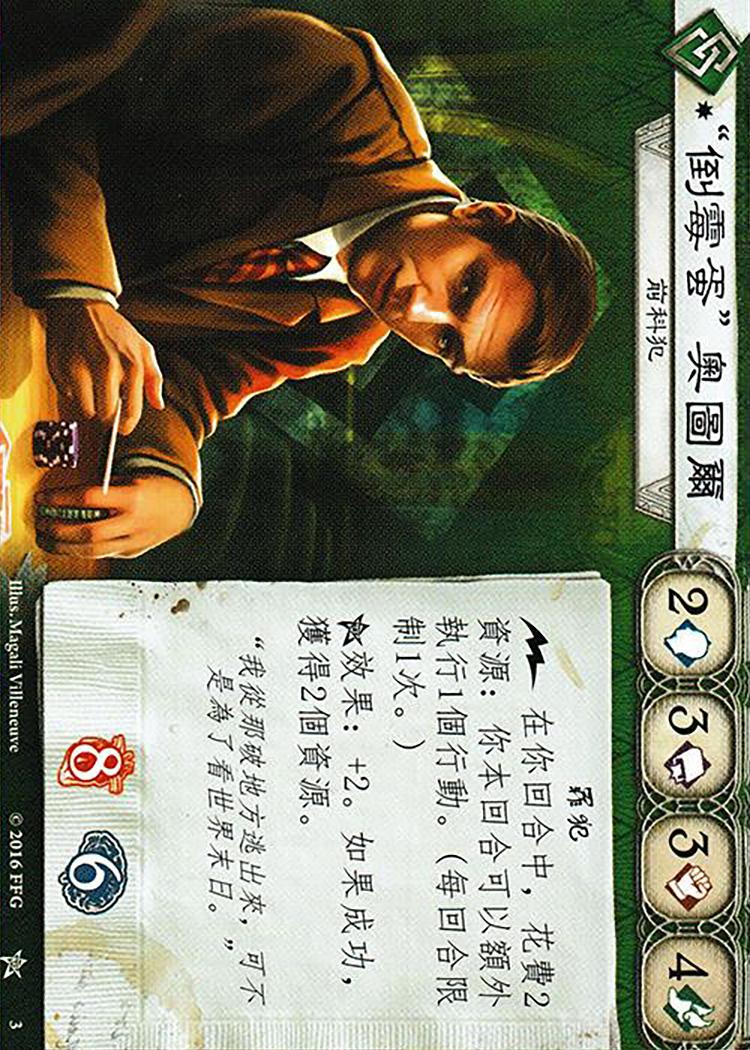 “倒霉蛋”奧圖爾
前科犯
2 3 3 4
罪犯
在你回合中，花費2
資源：你本回合可以額外
執行1個行動。（每回合限
制1次。）
效果：+2。如果成功，
獲得2個資源。
“我從那破地方逃出來，可不
是為了看世界末日。”
8 6
Illus. Magali Villeneuve
© 2016 FFG
3